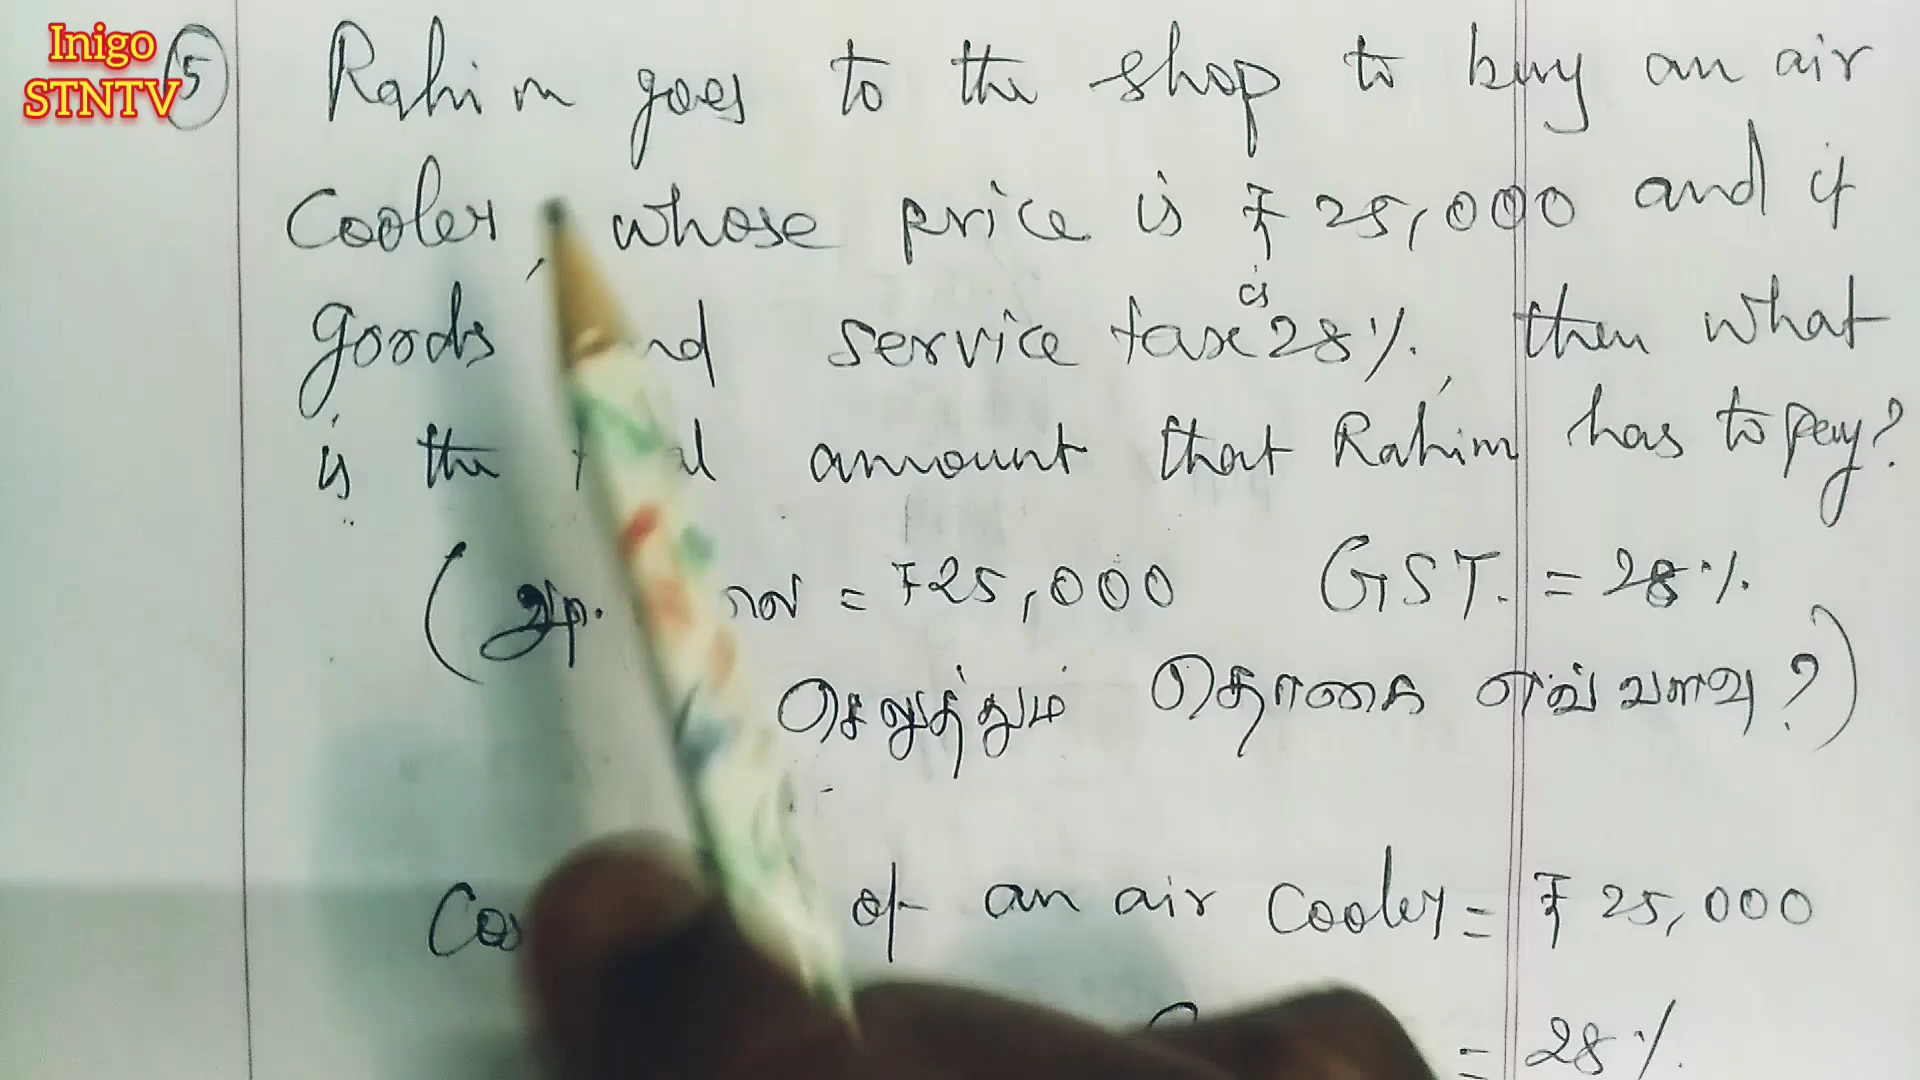 Inigo
STNTV
5 Rahim goes to the shop to buy an air
Cooler, whose price is ₹25,000 and if
goods service tax is 28%, then what
is the amount that Rahim has to pay?
( = ₹25,000 GST. = 28%
செலுத்தும் தொகை எவ்வளவு?)
of an air Cooler = ₹25,000
= 28%